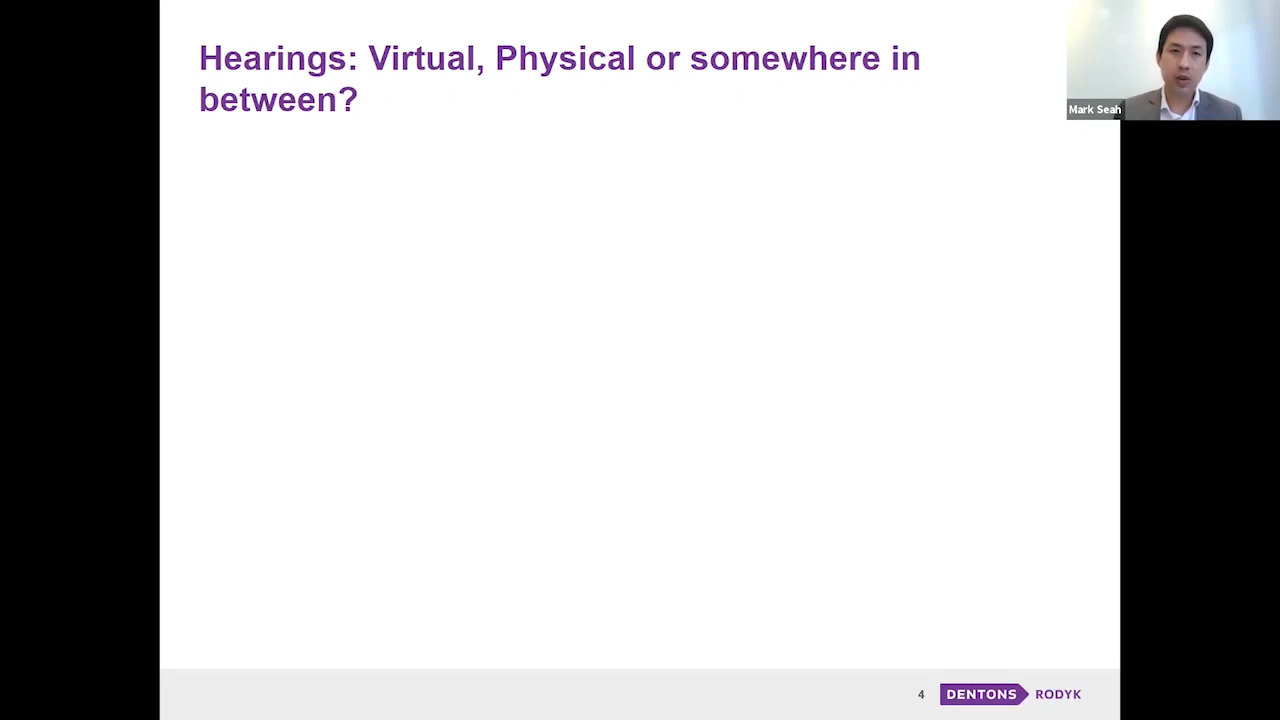 Hearings: Virtual, Physical or somewhere in
between?
Mark Seah
4
DENTONS RODYK